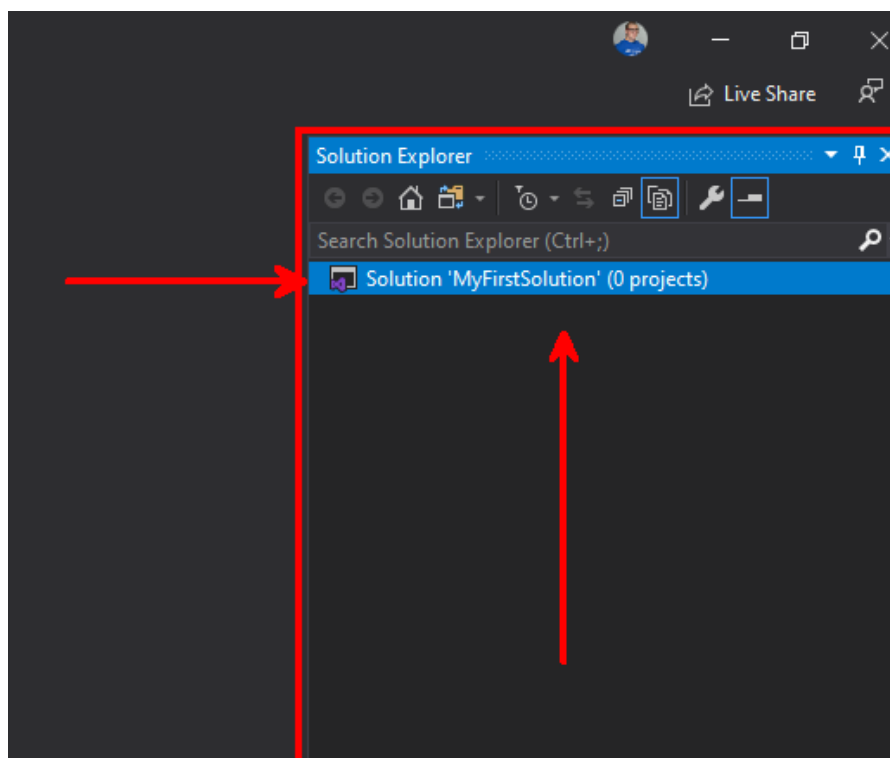 Live Share
Solution Explorer
Search Solution Explorer (Ctrl+;)
Solution 'MyFirstSolution' (0 projects)